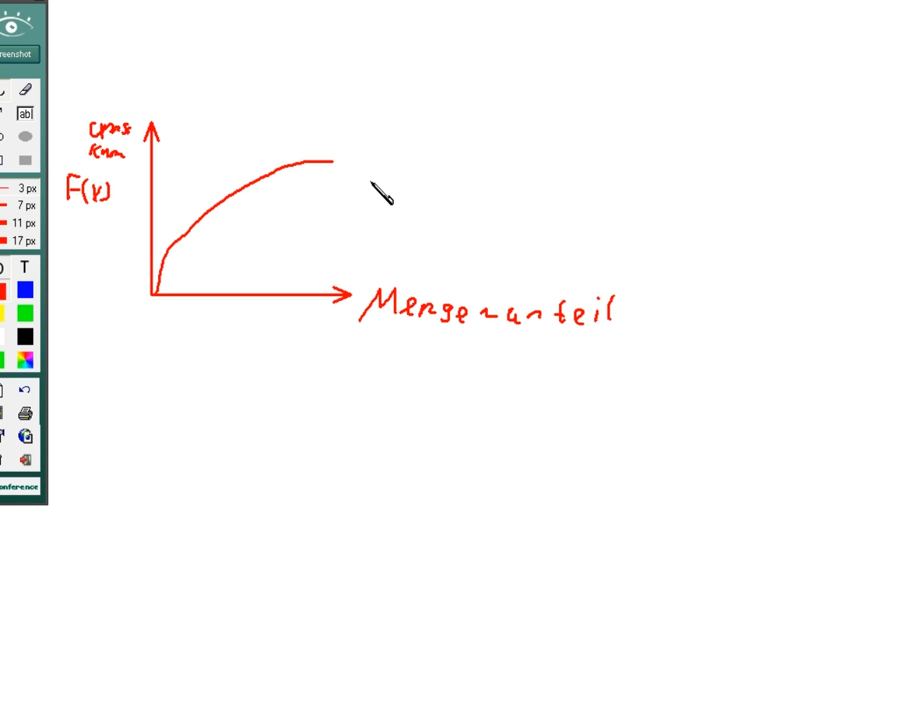 reenshot
ab
3 px
7 px
11 px
17 px
T
onference
F(x)
Mengenanteil